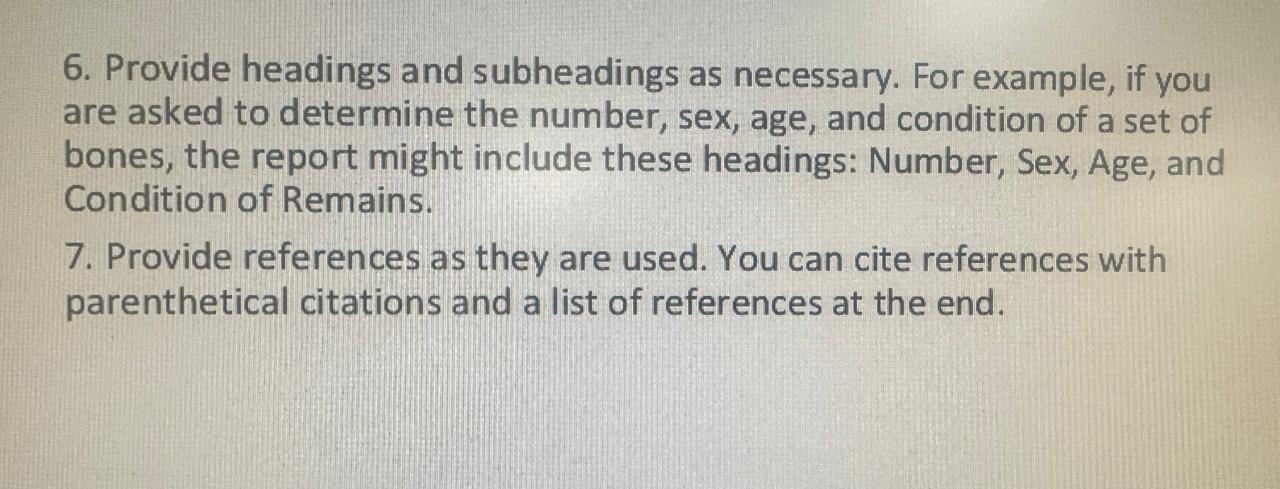 6. Provide headings and subheadings as necessary. For example, if you
are asked to determine the number, sex, age, and condition of a set of
bones, the report might include these headings: Number, Sex, Age, and
Condition of Remains.
7. Provide references as they are used. You can cite references with
parenthetical citations and a list of references at the end.